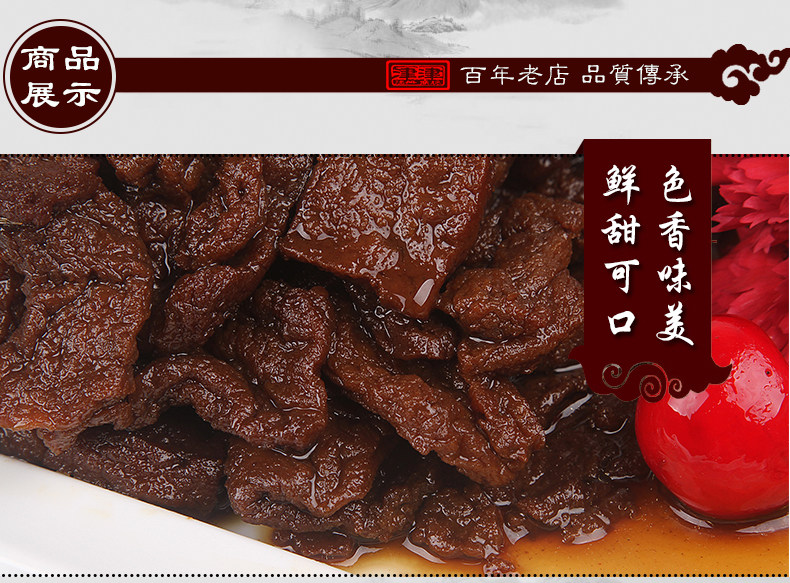 商品
展示
百年老店 品質傳承
色香味美
鲜甜可口